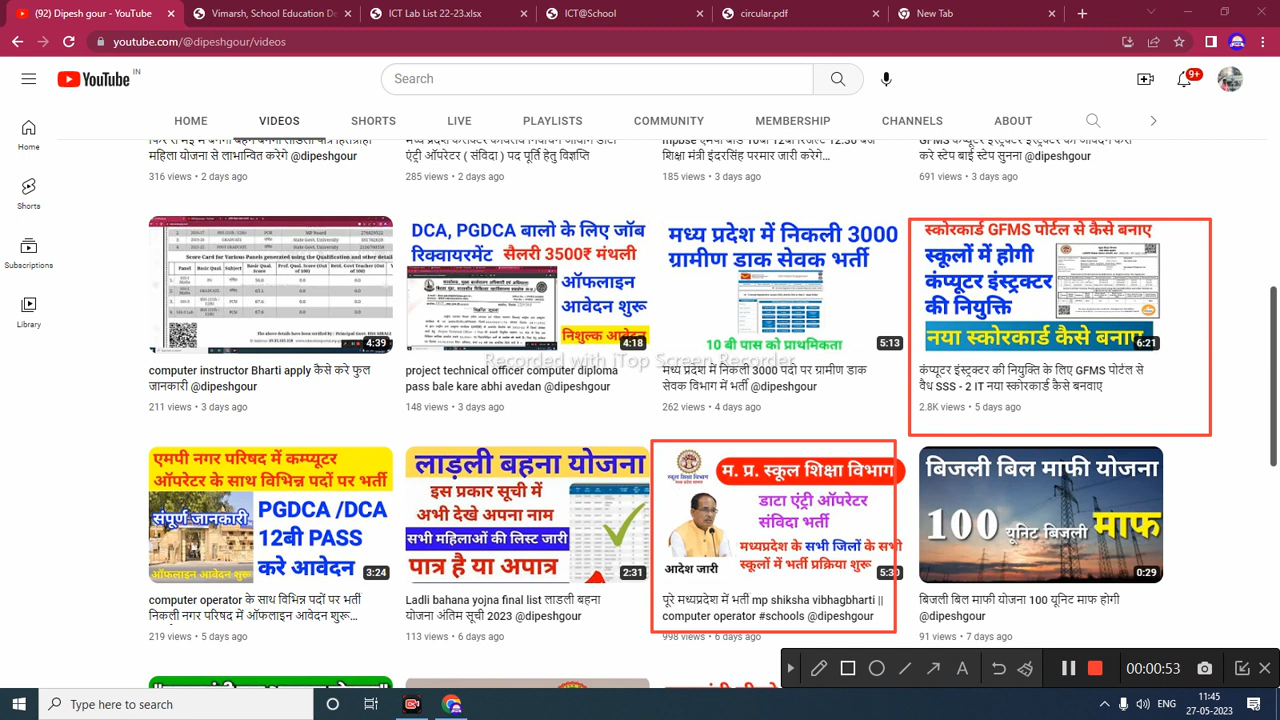 (92) Dipesh gour - YouTube
Vimarsh, School Education De
ICT Lab List 22-23.xlsx
ICT@School
circular.pdf
New Tab
youtube.com/@dipeshgour/videos
YouTube IN
Search
9+
HOME
VIDEOS
SHORTS
LIVE
PLAYLISTS
COMMUNITY
MEMBERSHIP
CHANNELS
ABOUT
Home
Shorts
Subscriptions
Library
महिला योजना से लाभान्वित करेगे @dipeshgour
316 views • 2 days ago
एंट्री ऑपरेटर ( संविदा ) पद पूर्ति हेतु विज्ञप्ति
285 views • 2 days ago
शिक्षा मंत्री इंदरसिंह परमार जारी करेगे...
185 views • 3 days ago
करे स्टेप बाई स्टेप सुनना @dipeshgour
691 views • 3 days ago
4:39
computer instructor Bharti apply कैसे करे फुल
जानकारी @dipeshgour
211 views • 3 days ago
DCA, PGDCA बालो के लिए जॉब
रिक्वायरमेंट सैलरी 3500₹ मंथली
ऑफलाइन
आवेदन शुरू
निशुल्क आवेदन
4:18
project technical officer computer diploma
pass bale kare abhi avedan @dipeshgour
148 views • 3 days ago
मध्य प्रदेश में निकली 3000
ग्रामीण डाक सेवक भर्ती
10 बी पास को प्राथमिकता
5:13
मध्य प्रदेश में निकली 3000 पदो पर ग्रामीण डाक
सेवक विभाग में भर्ती @dipeshgour
262 views • 4 days ago
स्कोरकार्ड GFMS पोर्टल से कैसे बनाए
स्कूलों में होगी
कंप्यूटर इंस्ट्रक्टर
की नियुक्ति
नया स्कोरकार्ड कैसे बनाए
6:21
कंप्यूटर इंस्ट्रक्टर की नियुक्ति के लिए GFMS पोर्टल से
वैध SSS - 2 IT नया स्कोरकार्ड कैसे बनवाए
2.8K views • 5 days ago
Recorded with iTop Screen Recorder
एमपी नगर परिषद में कम्प्यूटर
ऑपरेटर के साथ विभिन्न पदों पर भर्ती
संपूर्ण जानकारी
PGDCA /DCA
12बी PASS
करे आवेदन
ऑफलाइन आवेदन शुरू
3:24
computer operator के साथ विभिन्न पदों पर भर्ती
निकली नगर परिषद में ऑफलाइन आवेदन शुरू...
219 views • 5 days ago
लाड़ली बहना योजना
इस प्रकार सूची में
अभी देखे अपना नाम
सभी महिलाओं की लिस्ट जारी
पात्र है या अपात्र
2:31
Ladli bahana yojna final list लाडली बहना
योजना अंतिम सूची 2023 @dipeshgour
113 views • 6 days ago
म. प्र. स्कूल शिक्षा विभाग
डाटा एंट्री ऑपरेटर
संविदा भर्ती
मध्यप्रदेश के सभी जिलों के सभी
स्कूलों में भर्ती प्रक्रिया शुरू
आदेश जारी
5:30
पूरे मध्यप्रदेश में भर्ती mp shiksha vibhagbharti ||
computer operator #schools @dipeshgour
998 views • 6 days ago
बिजली बिल माफी योजना
100 यूनिट बिजली माफ
0:29
बिजली बिल माफी योजना 100 यूनिट माफ होगी
@dipeshgour
91 views • 7 days ago
00:00:53
Type here to search
ENG
11:45
27-05-2023